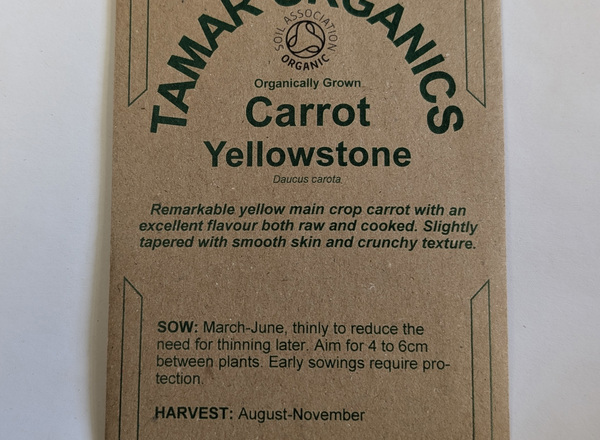 TAMAR ORGANICS
SOIL ASSOCIATION
ORGANIC
Organically Grown
Carrot
Yellowstone
Daucus carota
Remarkable yellow main crop carrot with an
excellent flavour both raw and cooked. Slightly
tapered with smooth skin and crunchy texture.
SOW: March-June, thinly to reduce the
need for thinning later. Aim for 4 to 6cm
between plants. Early sowings require pro-
tection.
HARVEST: August-November